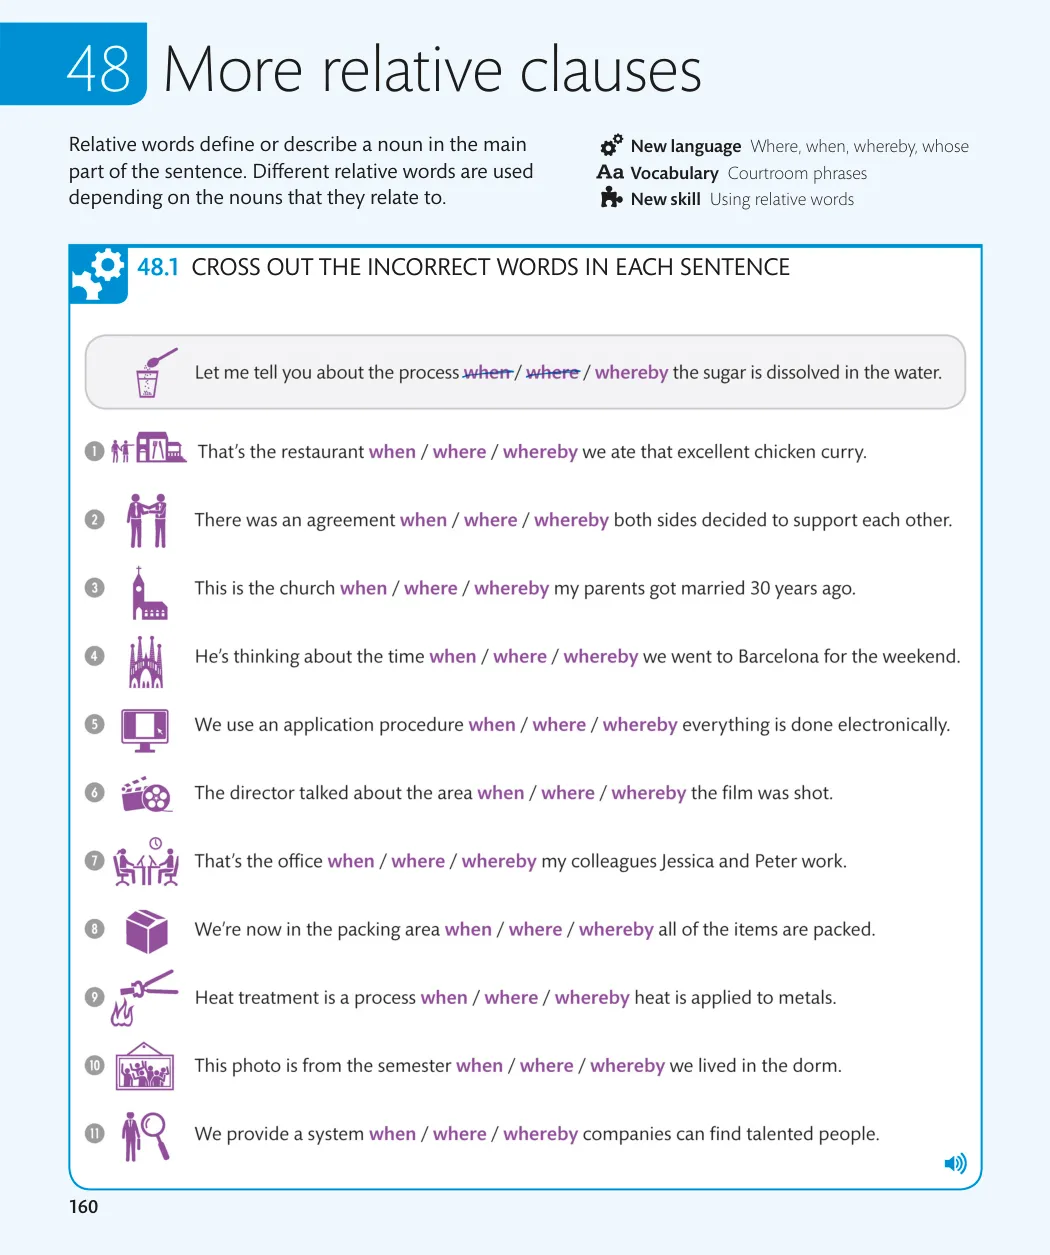 48 More relative clauses
Relative words define or describe a noun in the main
part of the sentence. Different relative words are used
depending on the nouns that they relate to.
New language Where, when, whereby, whose
Aa Vocabulary Courtroom phrases
New skill Using relative words
48.1 CROSS OUT THE INCORRECT WORDS IN EACH SENTENCE
Let me tell you about the process when / where / whereby the sugar is dissolved in the water.
1 That’s the restaurant when / where / whereby we ate that excellent chicken curry.
2 There was an agreement when / where / whereby both sides decided to support each other.
3 This is the church when / where / whereby my parents got married 30 years ago.
4 He’s thinking about the time when / where / whereby we went to Barcelona for the weekend.
5 We use an application procedure when / where / whereby everything is done electronically.
6 The director talked about the area when / where / whereby the film was shot.
7 That’s the office when / where / whereby my colleagues Jessica and Peter work.
8 We’re now in the packing area when / where / whereby all of the items are packed.
9 Heat treatment is a process when / where / whereby heat is applied to metals.
10 This photo is from the semester when / where / whereby we lived in the dorm.
11 We provide a system when / where / whereby companies can find talented people.
160